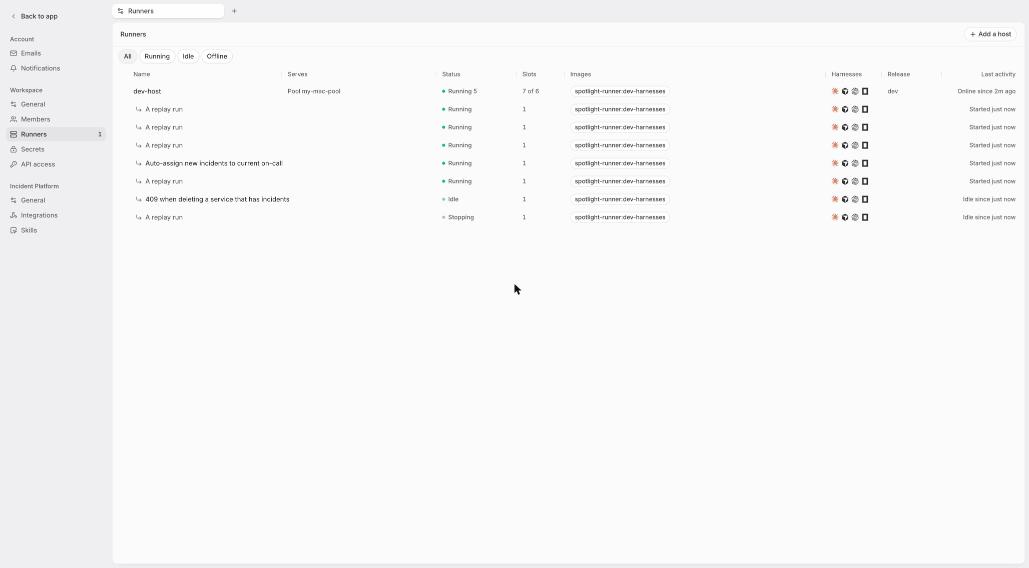 Back to app
Runners
Account
Emails
Notifications
Workspace
General
Members
Runners 1
Secrets
API access
Incident Platform
General
Integrations
Skills
Runners
+ Add a host
All Running Idle Offline
Name Serves Status Slots Images Harnesses Release Last activity
dev-host Pool my-misc-pool Running 5 7 of 6 spotlight-runner:dev-harnesses dev Online since 2m ago
A replay run Running 1 spotlight-runner:dev-harnesses Started just now
A replay run Running 1 spotlight-runner:dev-harnesses Started just now
A replay run Running 1 spotlight-runner:dev-harnesses Started just now
Auto-assign new incidents to current on-call Running 1 spotlight-runner:dev-harnesses Started just now
A replay run Running 1 spotlight-runner:dev-harnesses Started just now
409 when deleting a service that has incidents Idle 1 spotlight-runner:dev-harnesses Idle since just now
A replay run Stopping 1 spotlight-runner:dev-harnesses Idle since just now